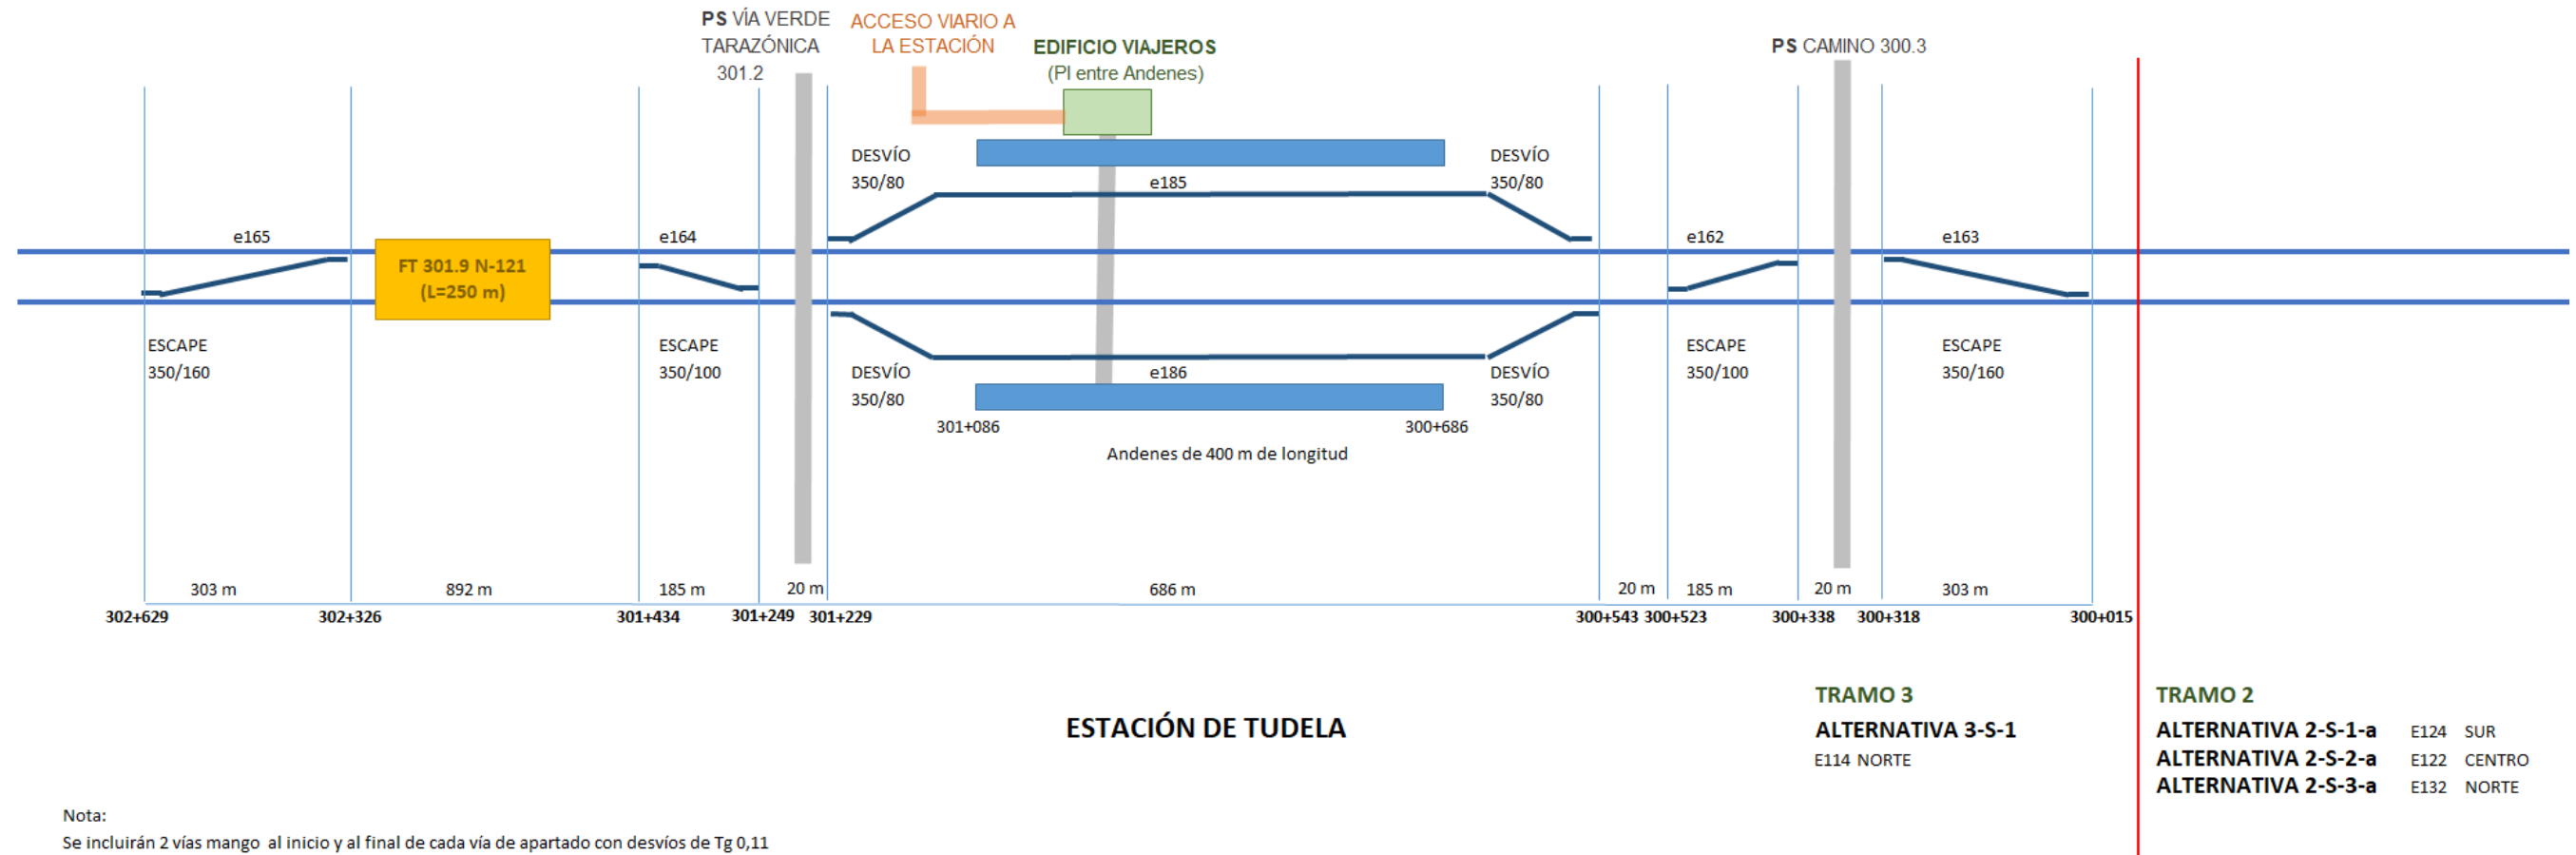 PS VÍA VERDE
TARAZÓNICA
301.2
ACCESO VIARIO A
LA ESTACIÓN
EDIFICIO VIAJEROS
(PI entre Andenes)
PS CAMINO 300.3
DESVÍO
350/80
DESVÍO
350/80
e185
e165
e164
e162
e163
FT 301.9 N-121
(L=250 m)
ESCAPE
350/160
ESCAPE
350/100
DESVÍO
350/80
e186
DESVÍO
350/80
ESCAPE
350/100
ESCAPE
350/160
301+086
300+686
Andenes de 400 m de longitud
303 m
892 m
185 m
20 m
686 m
20 m
185 m
20 m
303 m
302+629
302+326
301+434
301+249
301+229
300+543
300+523
300+338
300+318
300+015
ESTACIÓN DE TUDELA
TRAMO 3
ALTERNATIVA 3-S-1
E114 NORTE
TRAMO 2
ALTERNATIVA 2-S-1-a E124 SUR
ALTERNATIVA 2-S-2-a E122 CENTRO
ALTERNATIVA 2-S-3-a E132 NORTE
Nota:
Se incluirán 2 vías mango al inicio y al final de cada vía de apartado con desvíos de Tg 0,11